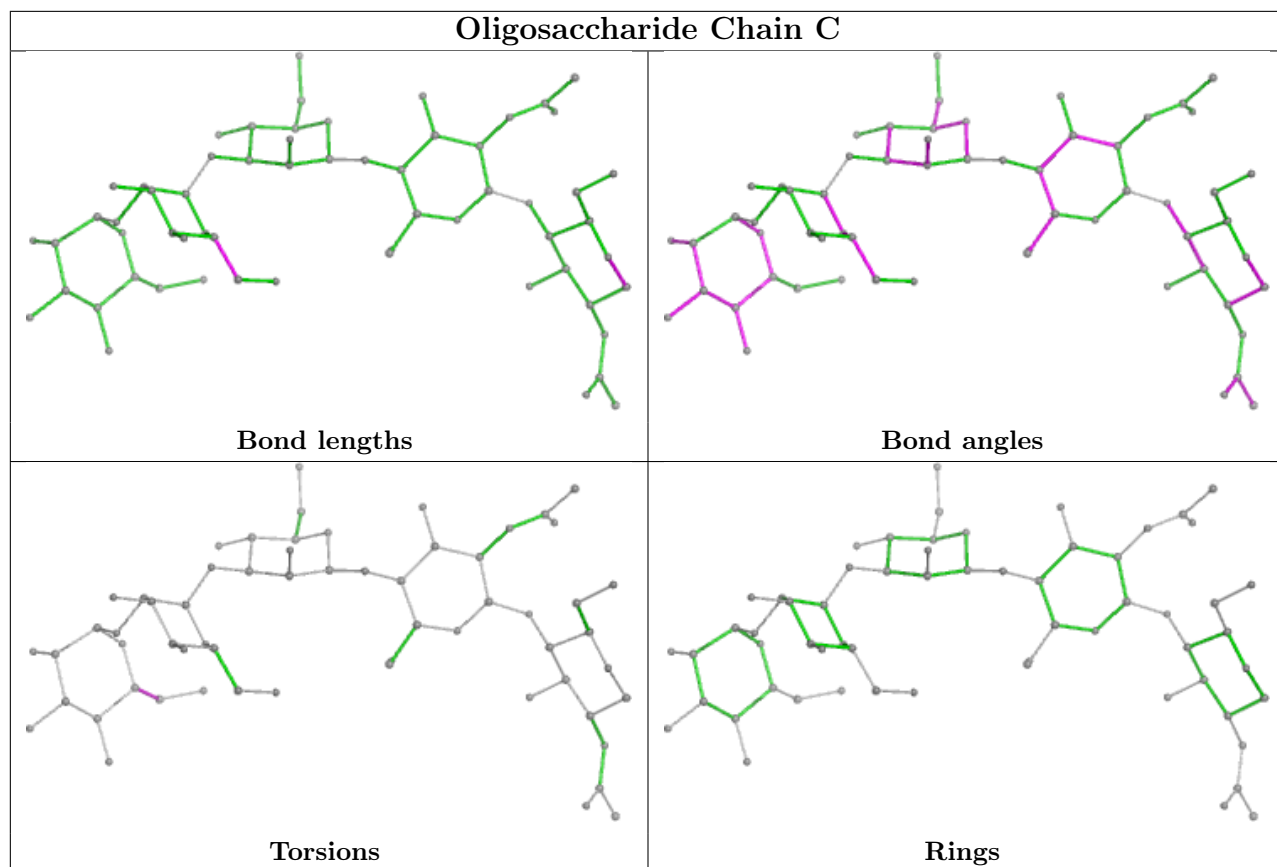 Oligosaccharide Chain C
Bond lengths
Bond angles
Torsions
Rings